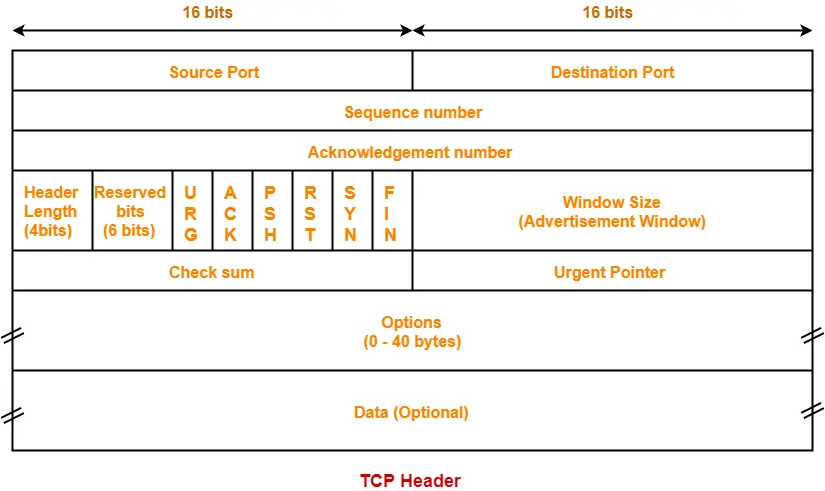 16 bits
16 bits
Source Port
Destination Port
Sequence number
Acknowledgement number
Header
Length
(4bits)
Reserved
bits
(6 bits)
U
R
G
A
C
K
P
S
H
R
S
T
S
Y
N
F
I
N
Window Size
(Advertisement Window)
Check sum
Urgent Pointer
Options
(0 - 40 bytes)
Data (Optional)
TCP Header